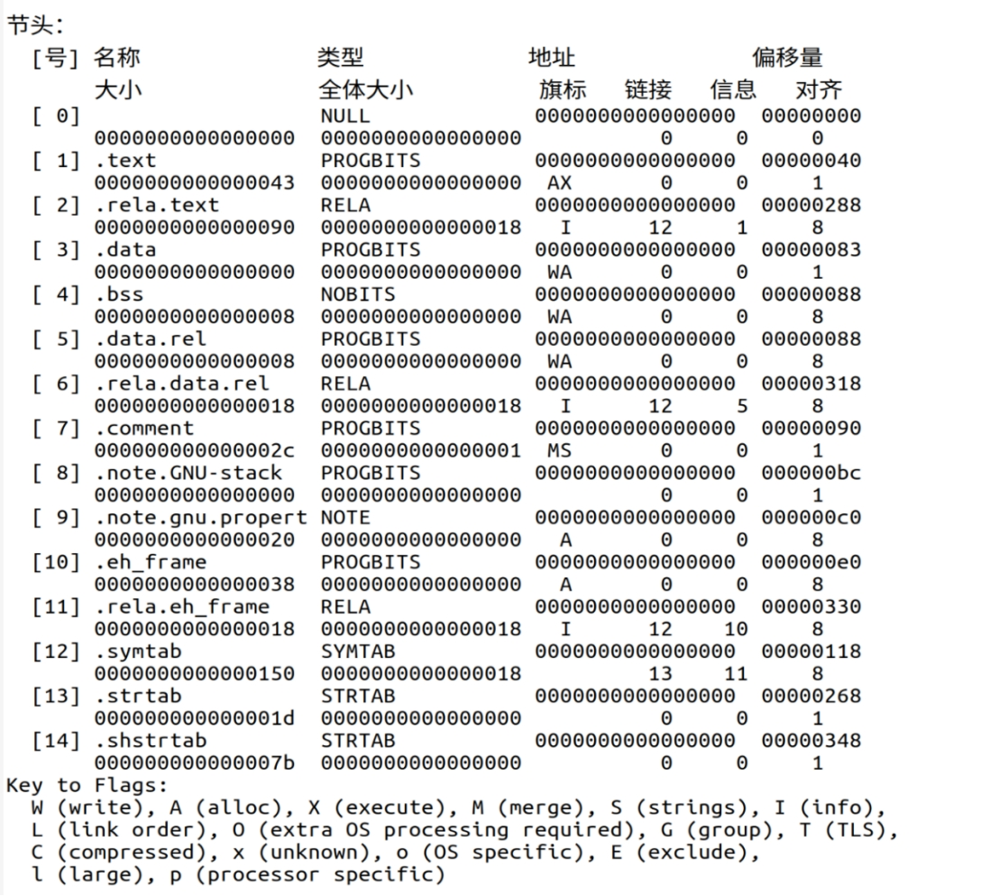 节头：
[号] 名称 类型 地址 偏移量
大小 全体大小 旗标 链接 信息 对齐
[ 0] NULL 0000000000000000 00000000
0000000000000000 0000000000000000 0 0 0
[ 1] .text PROGBITS 0000000000000000 00000040
0000000000000043 0000000000000000 AX 0 0 1
[ 2] .rela.text RELA 0000000000000000 00000288
0000000000000090 0000000000000018 I 12 1 8
[ 3] .data PROGBITS 0000000000000000 00000083
0000000000000000 0000000000000000 WA 0 0 1
[ 4] .bss NOBITS 0000000000000000 00000088
0000000000000008 0000000000000000 WA 0 0 8
[ 5] .data.rel PROGBITS 0000000000000000 00000088
0000000000000008 0000000000000000 WA 0 0 8
[ 6] .rela.data.rel RELA 0000000000000000 00000318
0000000000000018 0000000000000018 I 12 5 8
[ 7] .comment PROGBITS 0000000000000000 00000090
000000000000002c 0000000000000001 MS 0 0 1
[ 8] .note.GNU-stack PROGBITS 0000000000000000 000000bc
0000000000000000 0000000000000000 0 0 1
[ 9] .note.gnu.propert NOTE 0000000000000000 000000c0
0000000000000020 0000000000000000 A 0 0 8
[10] .eh_frame PROGBITS 0000000000000000 000000e0
0000000000000038 0000000000000000 A 0 0 8
[11] .rela.eh_frame RELA 0000000000000000 00000330
0000000000000018 0000000000000018 I 12 10 8
[12] .symtab SYMTAB 0000000000000000 00000118
0000000000000150 0000000000000018 13 11 8
[13] .strtab STRTAB 0000000000000000 00000268
000000000000001d 0000000000000000 0 0 1
[14] .shstrtab STRTAB 0000000000000000 00000348
000000000000007b 0000000000000000 0 0 1
Key to Flags:
W (write), A (alloc), X (execute), M (merge), S (strings), I (info),
L (link order), O (extra OS processing required), G (group), T (TLS),
C (compressed), x (unknown), o (OS specific), E (exclude),
l (large), p (processor specific)